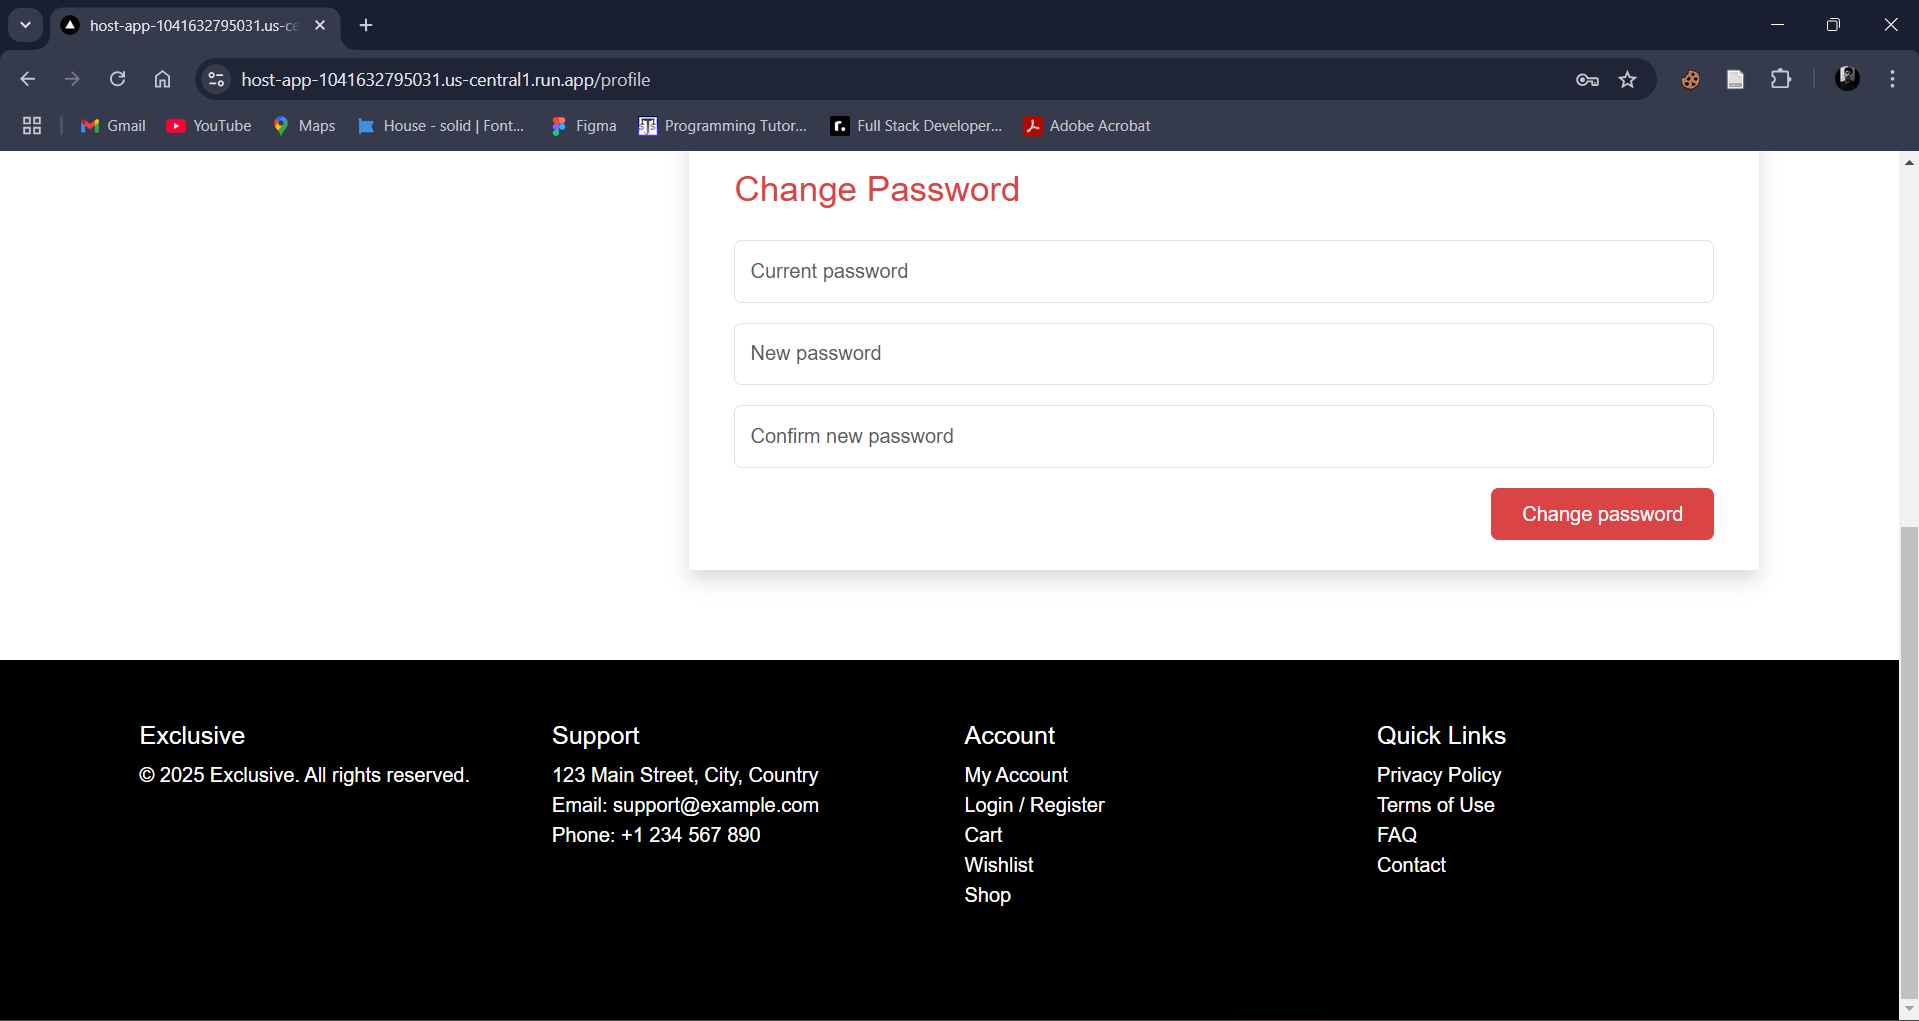 host-app-1041632795031.us-ce
host-app-1041632795031.us-central1.run.app/profile
Gmail
YouTube
Maps
House - solid | Font...
Figma
Programming Tutor...
Full Stack Developer...
Adobe Acrobat
Change Password
Current password
New password
Confirm new password
Change password
Exclusive
© 2025 Exclusive. All rights reserved.
Support
123 Main Street, City, Country
Email: support@example.com
Phone: +1 234 567 890
Account
My Account
Login / Register
Cart
Wishlist
Shop
Quick Links
Privacy Policy
Terms of Use
FAQ
Contact